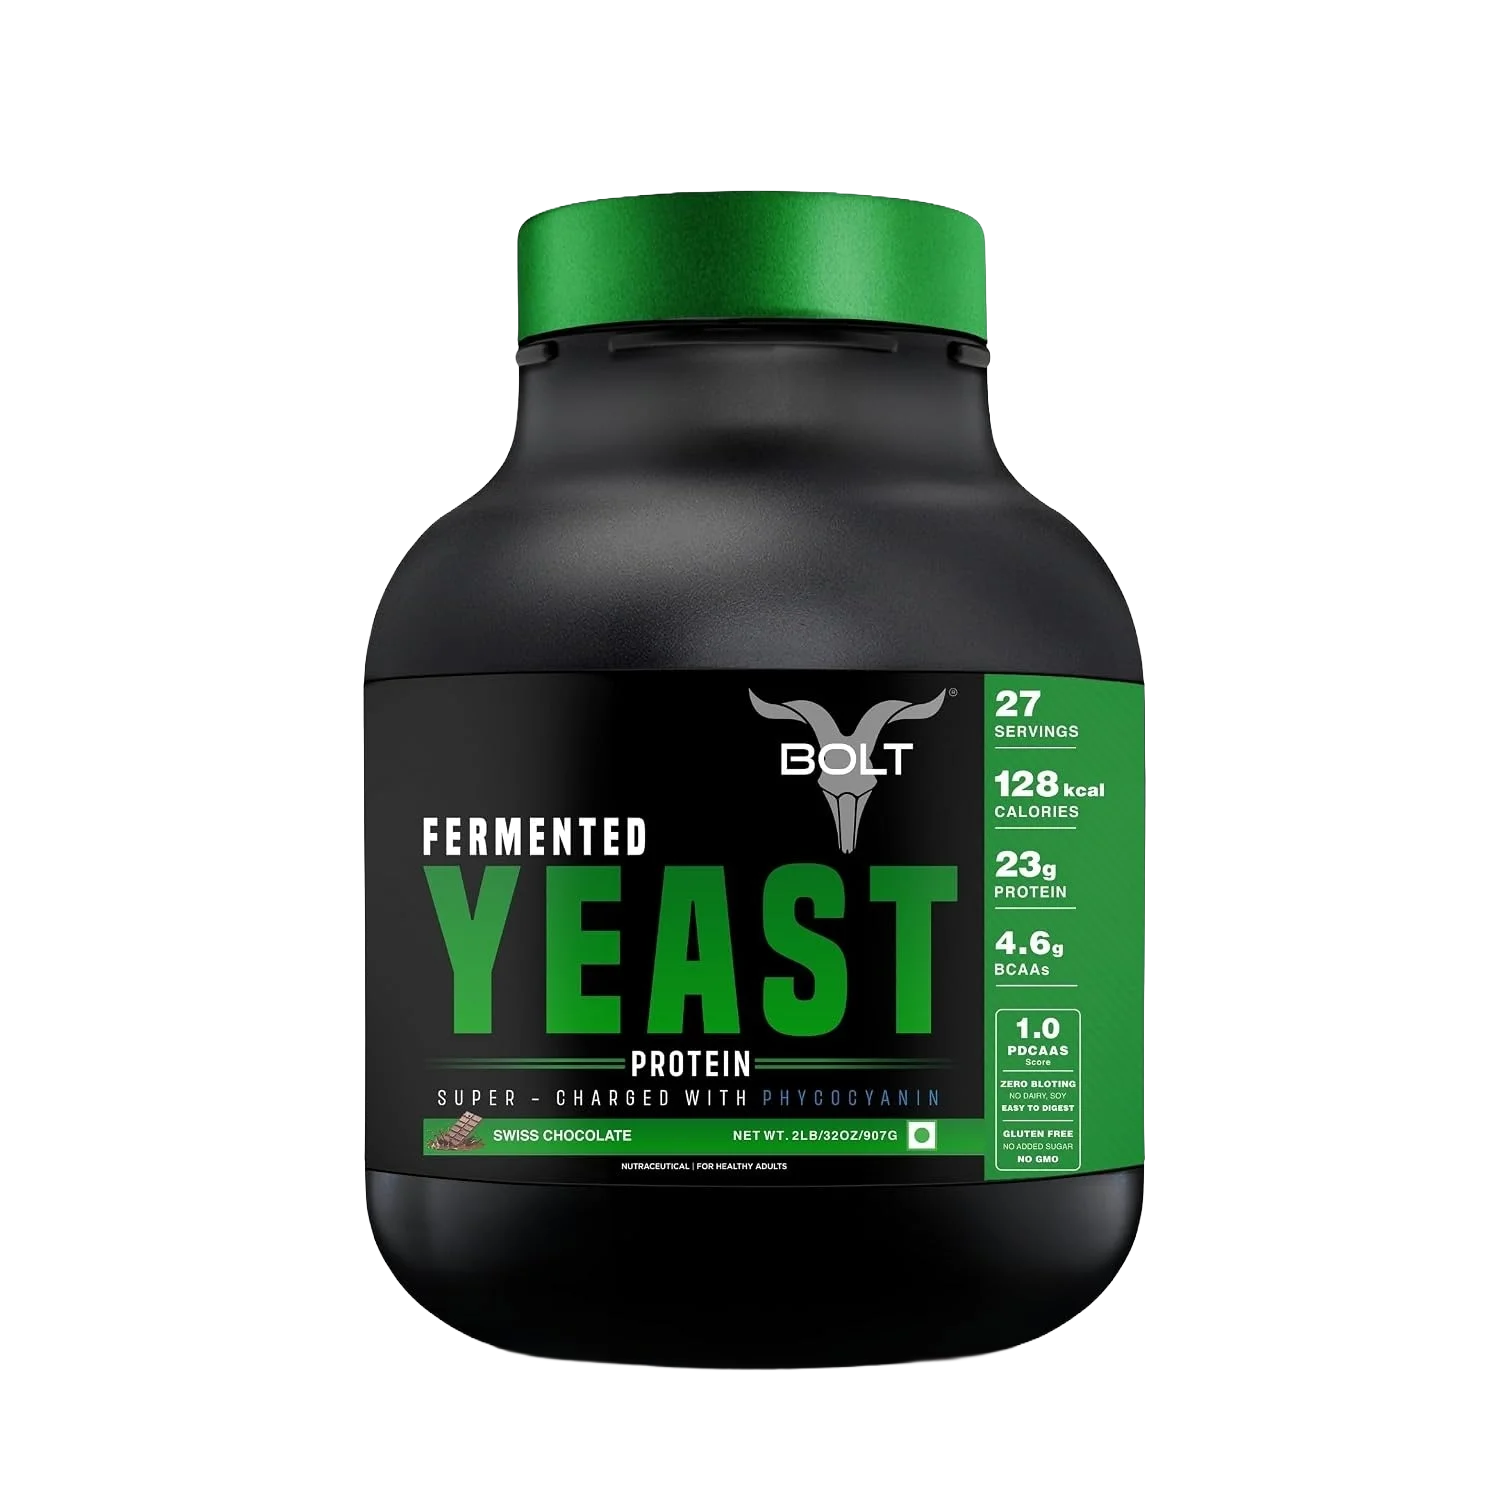 BOLT
®
FERMENTED
YEAST
PROTEIN
SUPER - CHARGED WITH PHYCOCYANIN
SWISS CHOCOLATE NET WT. 2LB/32OZ/907G
NUTRACEUTICAL | FOR HEALTHY ADULTS
27
SERVINGS
128 kcal
CALORIES
23g
PROTEIN
4.6g
BCAAs
1.0
PDCAAS
Score
ZERO BLOTING
NO DAIRY, SOY
EASY TO DIGEST
GLUTEN FREE
NO ADDED SUGAR
NO GMO